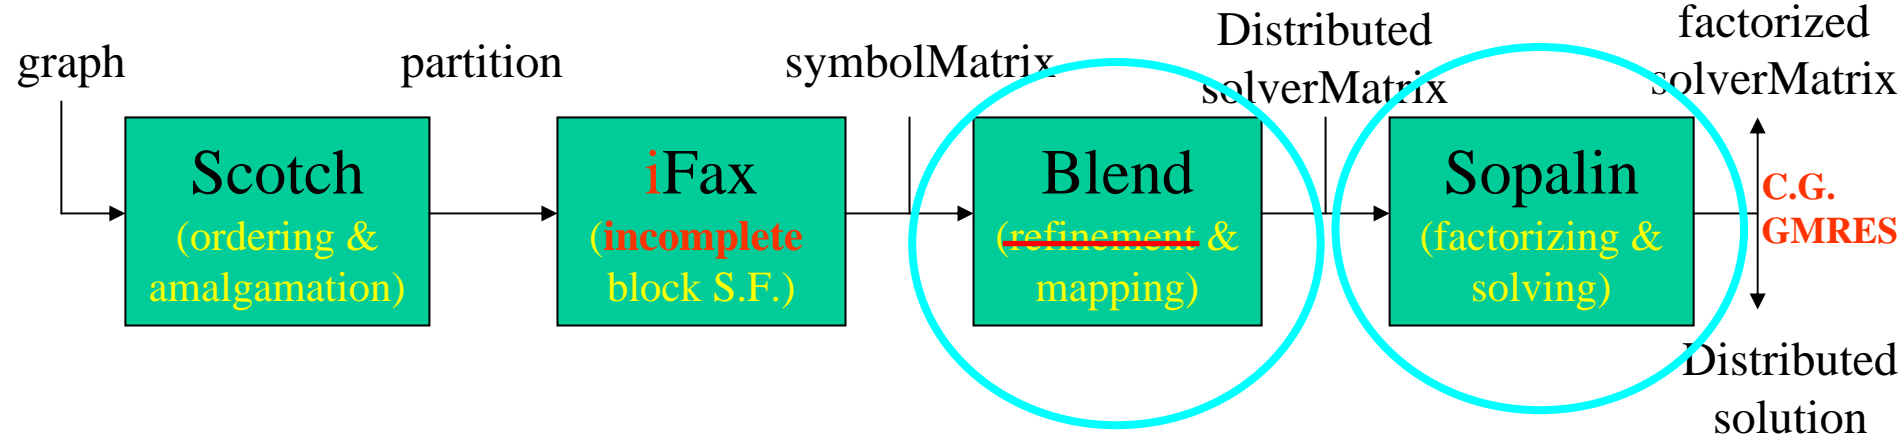 graph
partition
symbolMatrix
Distributed
solverMatrix
factorized
solverMatrix
Scotch
(ordering &
amalgamation)
iFax
(incomplete
block S.F.)
Blend
(refinement &
mapping)
Sopalin
(factorizing &
solving)
C.G.
GMRES
Distributed
solution